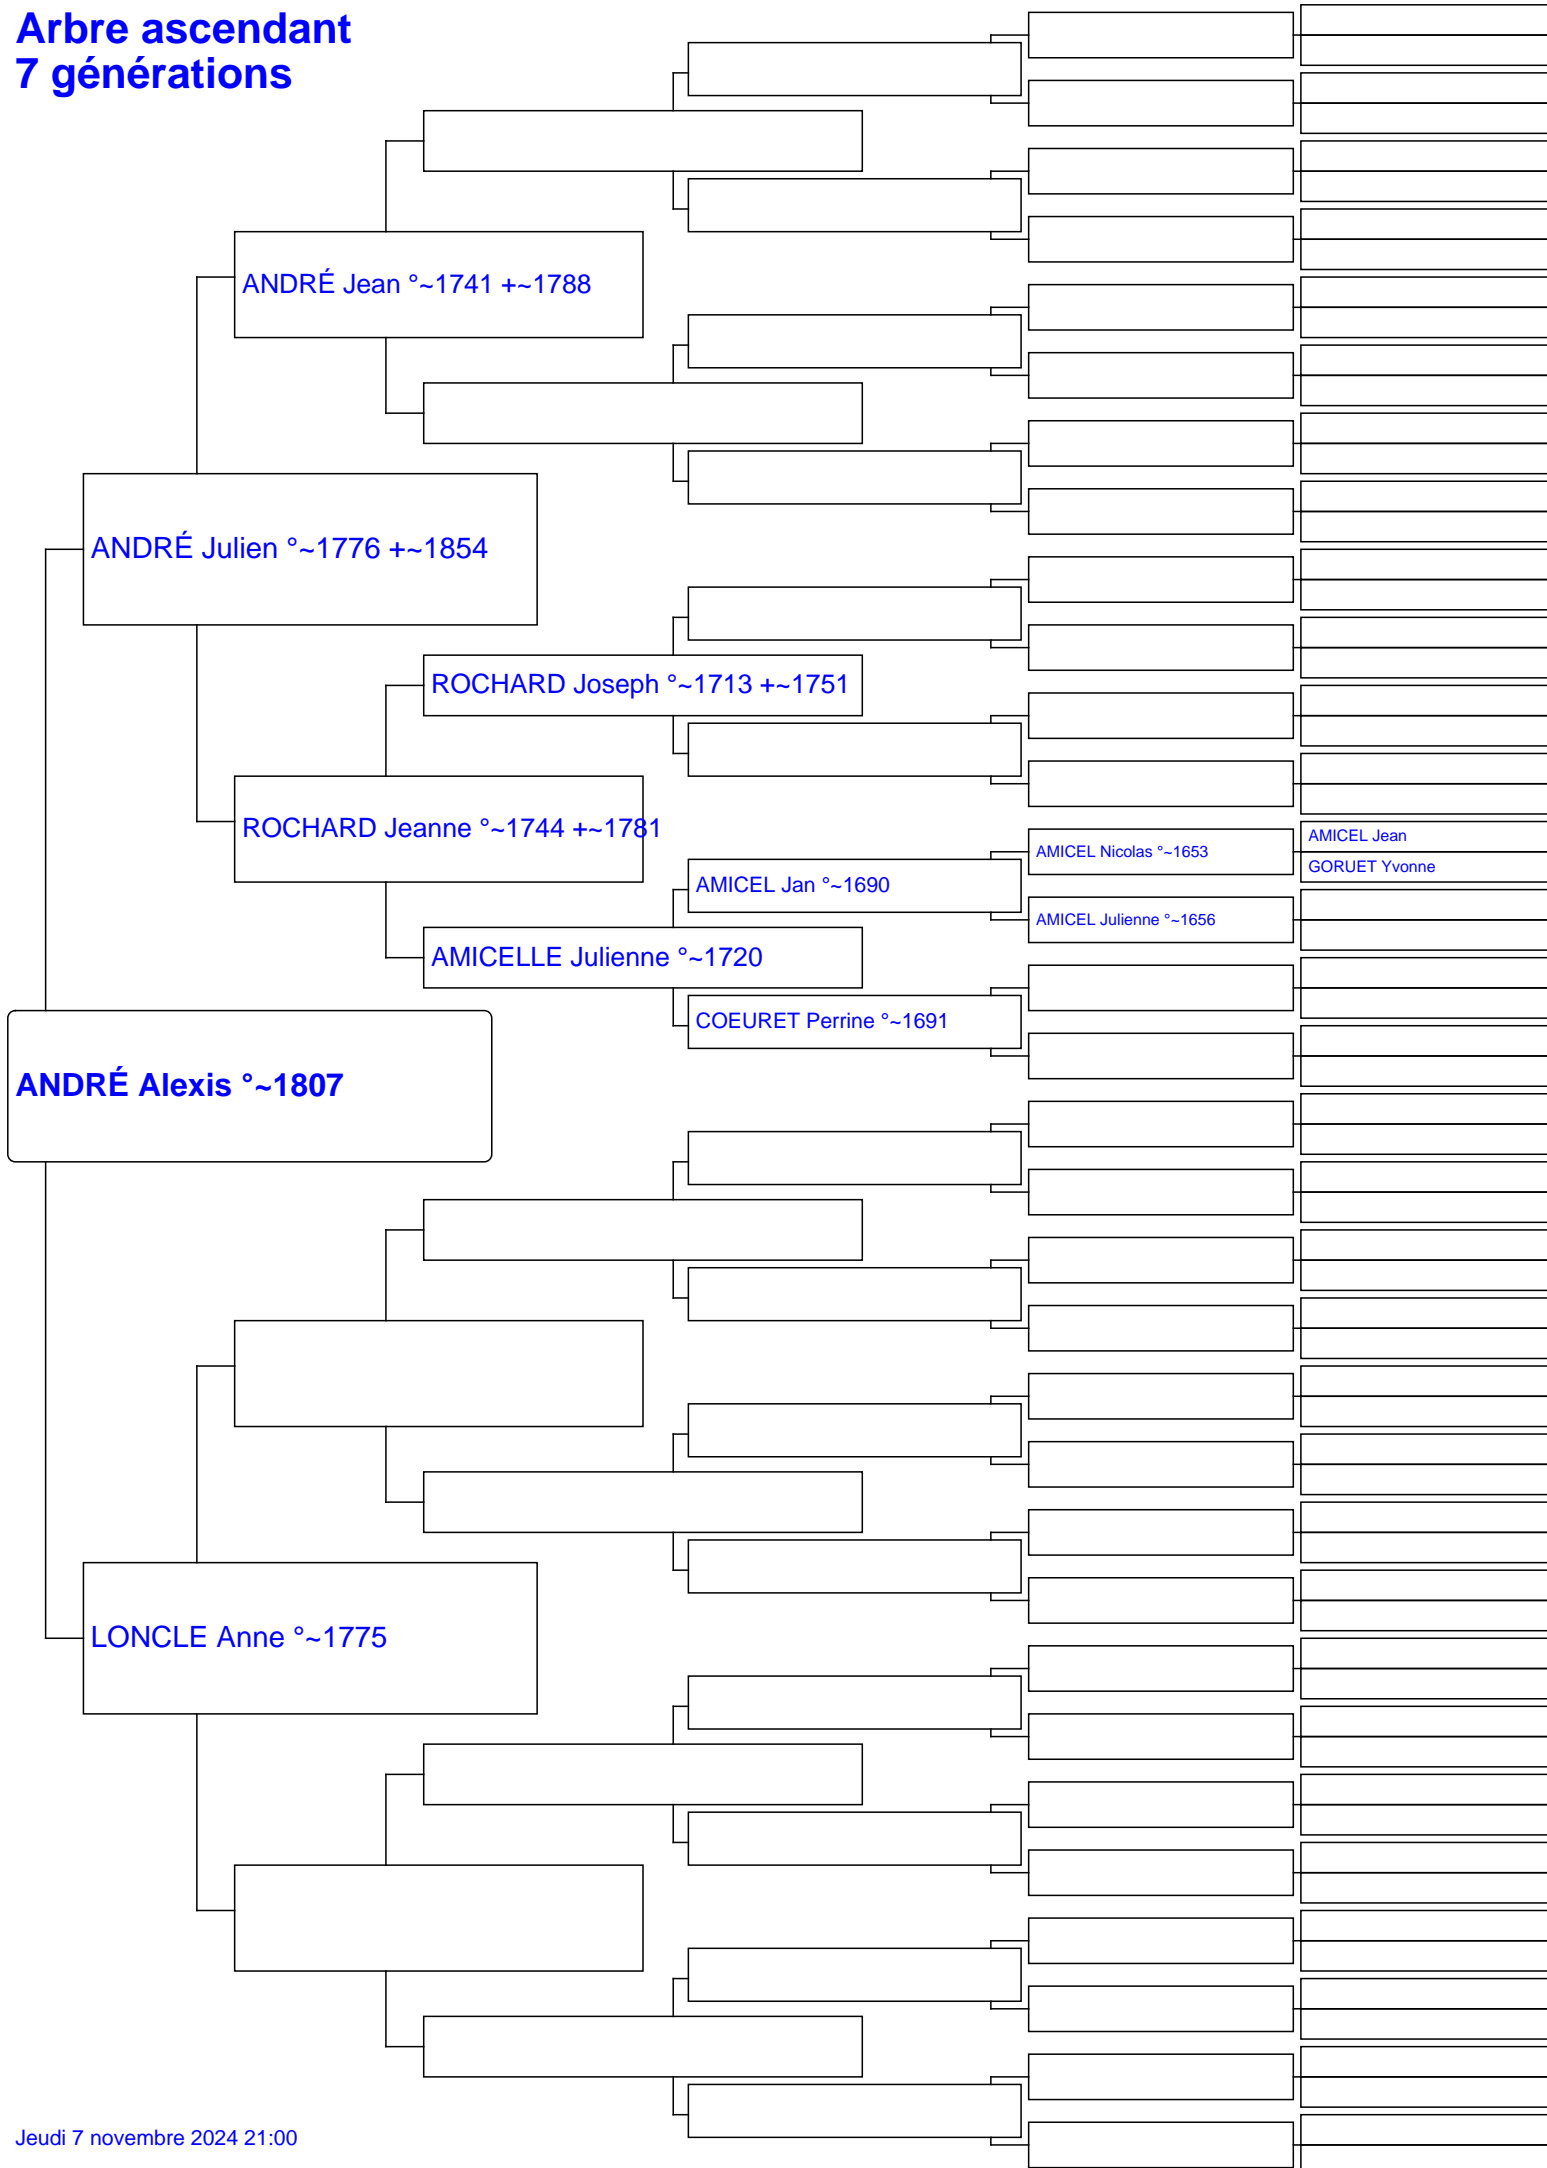 Arbre ascendant
7 générations
ANDRÉ Jean °~1741 +~1788
ANDRÉ Julien °~1776 +~1854
ROCHARD Joseph °~1713 +~1751
ROCHARD Jeanne °~1744 +~1781
AMICEL Jean
AMICEL Nicolas °~1653
GORUET Yvonne
AMICEL Jan °~1690
AMICEL Julienne °~1656
AMICELLE Julienne °~1720
COEURET Perrine °~1691
ANDRÉ Alexis °~1807
LONCLE Anne °~1775
Jeudi 7 novembre 2024 21:00